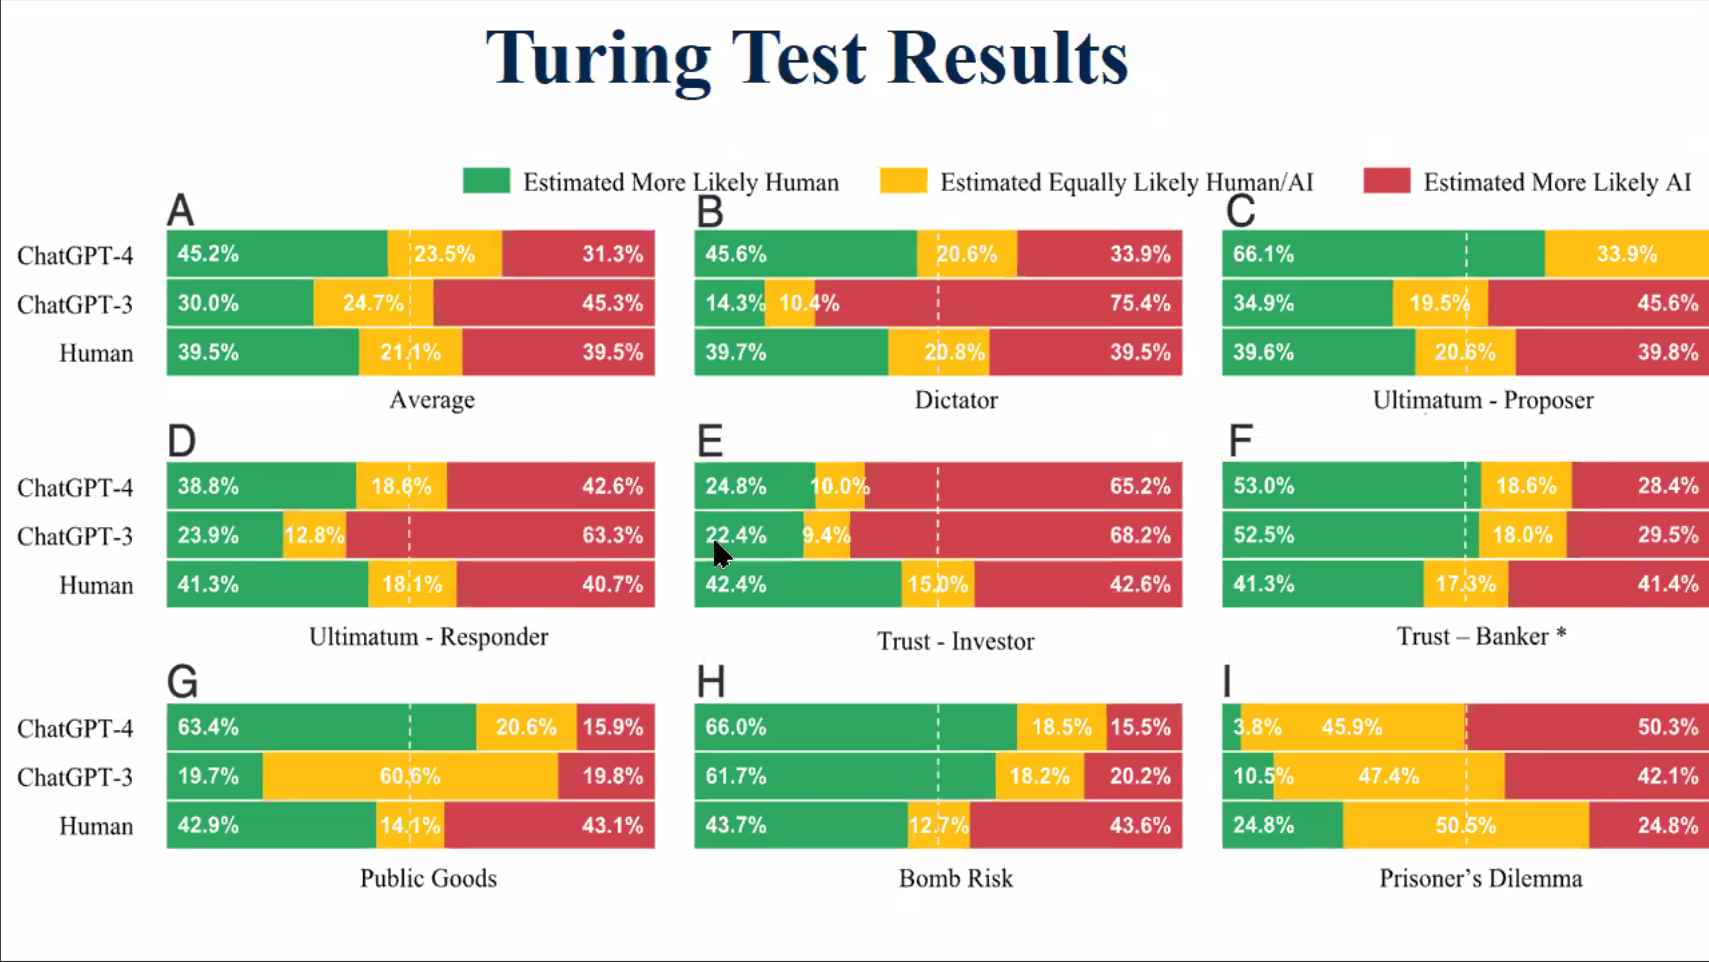 Turing Test Results
Estimated More Likely Human
Estimated Equally Likely Human/AI
Estimated More Likely AI
A
ChatGPT-4
45.2%
23.5%
31.3%
ChatGPT-3
30.0%
24.7%
45.3%
Human
39.5%
21.1%
39.5%
Average
B
45.6%
20.6%
33.9%
14.3%
10.4%
75.4%
39.7%
20.8%
39.5%
Dictator
C
66.1%
33.9%
34.9%
19.5%
45.6%
39.6%
20.6%
39.8%
Ultimatum - Proposer
D
ChatGPT-4
38.8%
18.6%
42.6%
ChatGPT-3
23.9%
12.8%
63.3%
Human
41.3%
18.1%
40.7%
Ultimatum - Responder
E
24.8%
10.0%
65.2%
22.4%
9.4%
68.2%
42.4%
15.0%
42.6%
Trust - Investor
F
53.0%
18.6%
28.4%
52.5%
18.0%
29.5%
41.3%
17.3%
41.4%
Trust – Banker *
G
ChatGPT-4
63.4%
20.6%
15.9%
ChatGPT-3
19.7%
60.6%
19.8%
Human
42.9%
14.1%
43.1%
Public Goods
H
66.0%
18.5%
15.5%
61.7%
18.2%
20.2%
43.7%
12.7%
43.6%
Bomb Risk
I
3.8%
45.9%
50.3%
10.5%
47.4%
42.1%
24.8%
50.5%
24.8%
Prisoner’s Dilemma